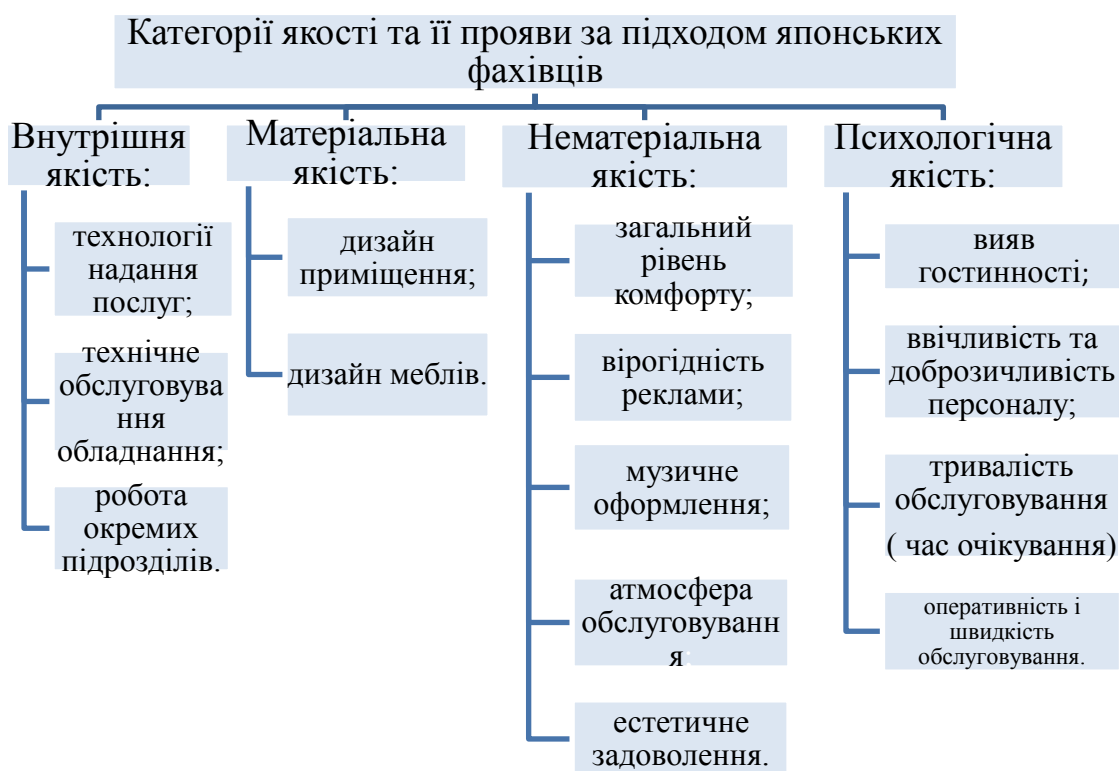 Категорії якості та її прояви за підходом японських
фахівців
Внутрішня
якість:
технології
надання
послуг;
технічне
обслуговува
ння
обладнання;
робота
окремих
підрозділів.
Матеріальна
якість:
дизайн
приміщення;
дизайн меблів.
Нематеріальна
якість:
загальний
рівень
комфорту;
вірогідність
реклами;
музичне
оформлення;
атмосфера
обслуговуванн
я;
естетичне
задоволення.
Психологічна
якість:
вияв
гостинності;
ввічливість та
доброзичливість
персоналу;
тривалість
обслуговування
( час очікування)
оперативність і
швидкість
обслуговування.